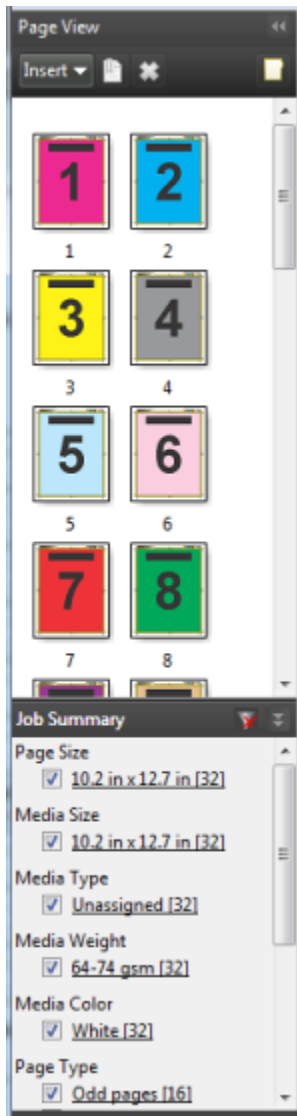 Page View
Insert
1 2
1 2
3 4
3 4
5 6
5 6
7 8
7 8
Job Summary
Page Size
10.2 in x 12.7 in [32]
Media Size
10.2 in x 12.7 in [32]
Media Type
Unassigned [32]
Media Weight
64-74 gsm [32]
Media Color
White [32]
Page Type
Odd pages [16]